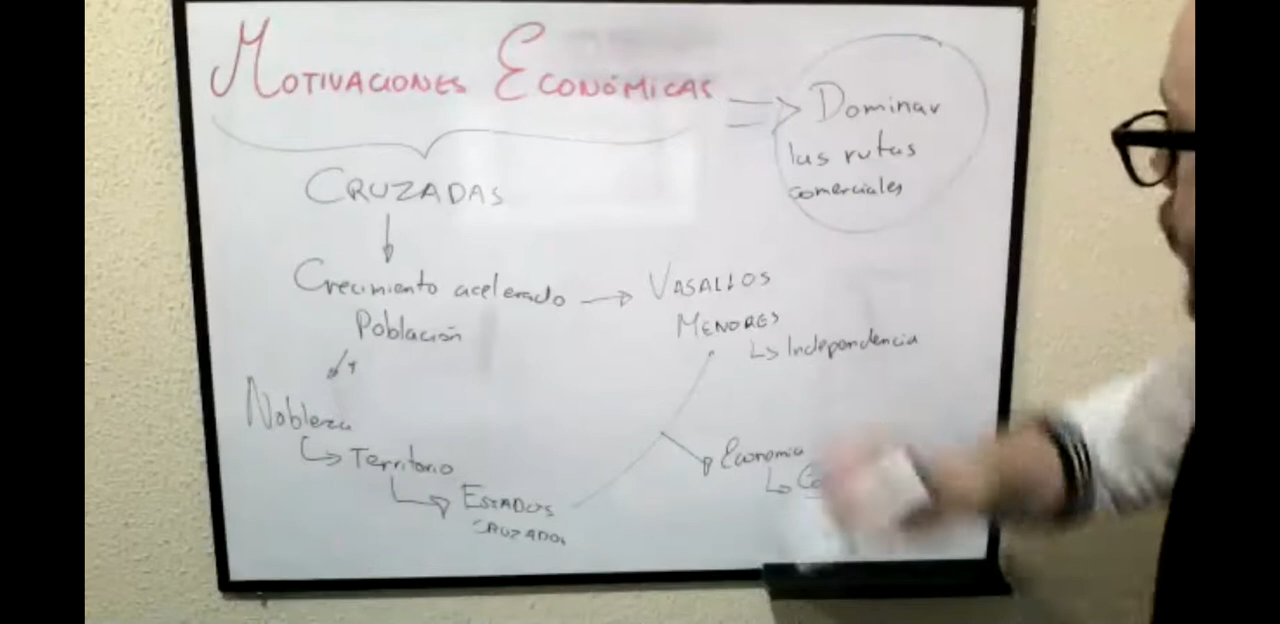 MOTIVACIONES ECONÓMICAS => Dominar
las rutas
comerciales
CRUZADAS
Crecimiento acelerado → VASALLOS
Población
MENORES
↳ Independencia
Nobleza
↳ Territorio
↳ ESTADOS
CRUZADOS
Economía